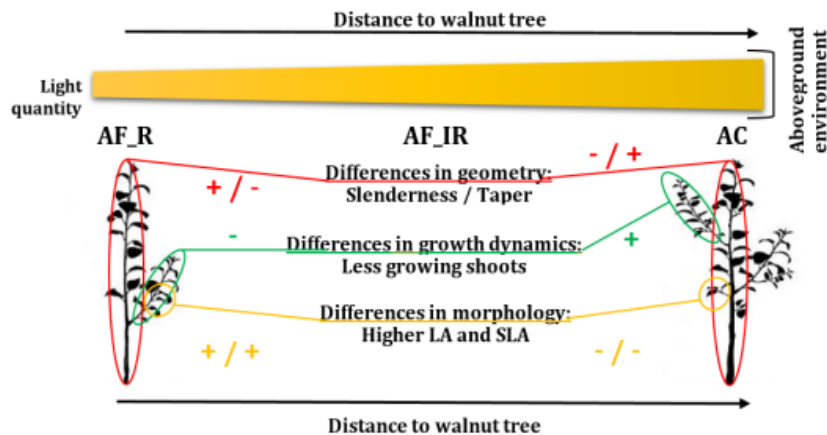 Distance to walnut tree
Light
quantity
Aboveground
environment
AF_R
AF_IR
AC
+ / -
Differences in geometry:
Slenderness / Taper
- / +
-
Differences in growth dynamics:
Less growing shoots
+
Differences in morphology:
Higher LA and SLA
+ / +
- / -
Distance to walnut tree